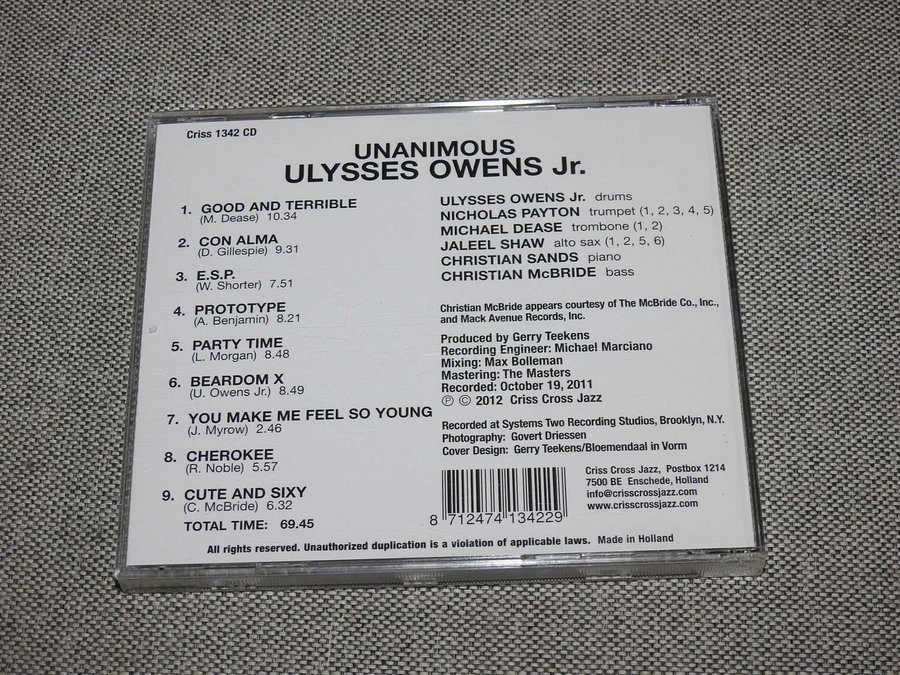 Criss 1342 CD
UNANIMOUS
ULYSSES OWENS Jr.
1. GOOD AND TERRIBLE
(M. Dease) 10.34
2. CON ALMA
(D. Gillespie) 9.31
3. E.S.P.
(W. Shorter) 7.51
4. PROTOTYPE
(A. Benjamin) 8.21
5. PARTY TIME
(L. Morgan) 8.48
6. BEARDOM X
(U. Owens Jr.) 8.49
7. YOU MAKE ME FEEL SO YOUNG
(J. Myrow) 2.46
8. CHEROKEE
(R. Noble) 5.57
9. CUTE AND SIXY
(C. McBride) 6.32
TOTAL TIME: 69.45
ULYSSES OWENS Jr. drums
NICHOLAS PAYTON trumpet (1, 2, 3, 4, 5)
MICHAEL DEASE trombone (1, 2)
JALEEL SHAW alto sax (1, 2, 5, 6)
CHRISTIAN SANDS piano
CHRISTIAN McBRIDE bass
Christian McBride appears courtesy of The McBride Co., Inc.,
and Mack Avenue Records, Inc.
Produced by Gerry Teekens
Recording Engineer: Michael Marciano
Mixing: Max Bolleman
Mastering: The Masters
Recorded: October 19, 2011
℗ © 2012 Criss Cross Jazz
Recorded at Systems Two Recording Studios, Brooklyn, N.Y.
Photography: Govert Driessen
Cover Design: Gerry Teekens/Bloemendaal in Vorm
8 712474 134229
Criss Cross Jazz, Postbox 1214
7500 BE Enschede, Holland
info@crisscrossjazz.com
www.crisscrossjazz.com
All rights reserved. Unauthorized duplication is a violation of applicable laws. Made in Holland